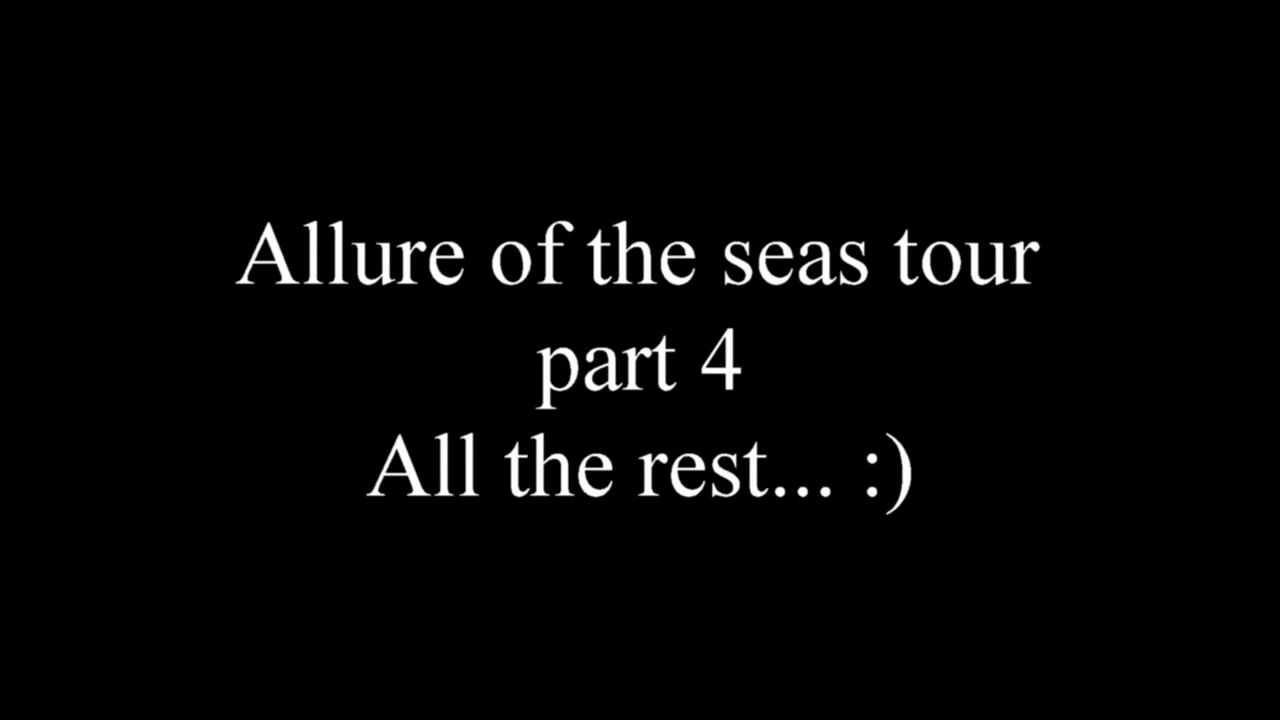 Allure of the seas tour
part 4
All the rest... :)